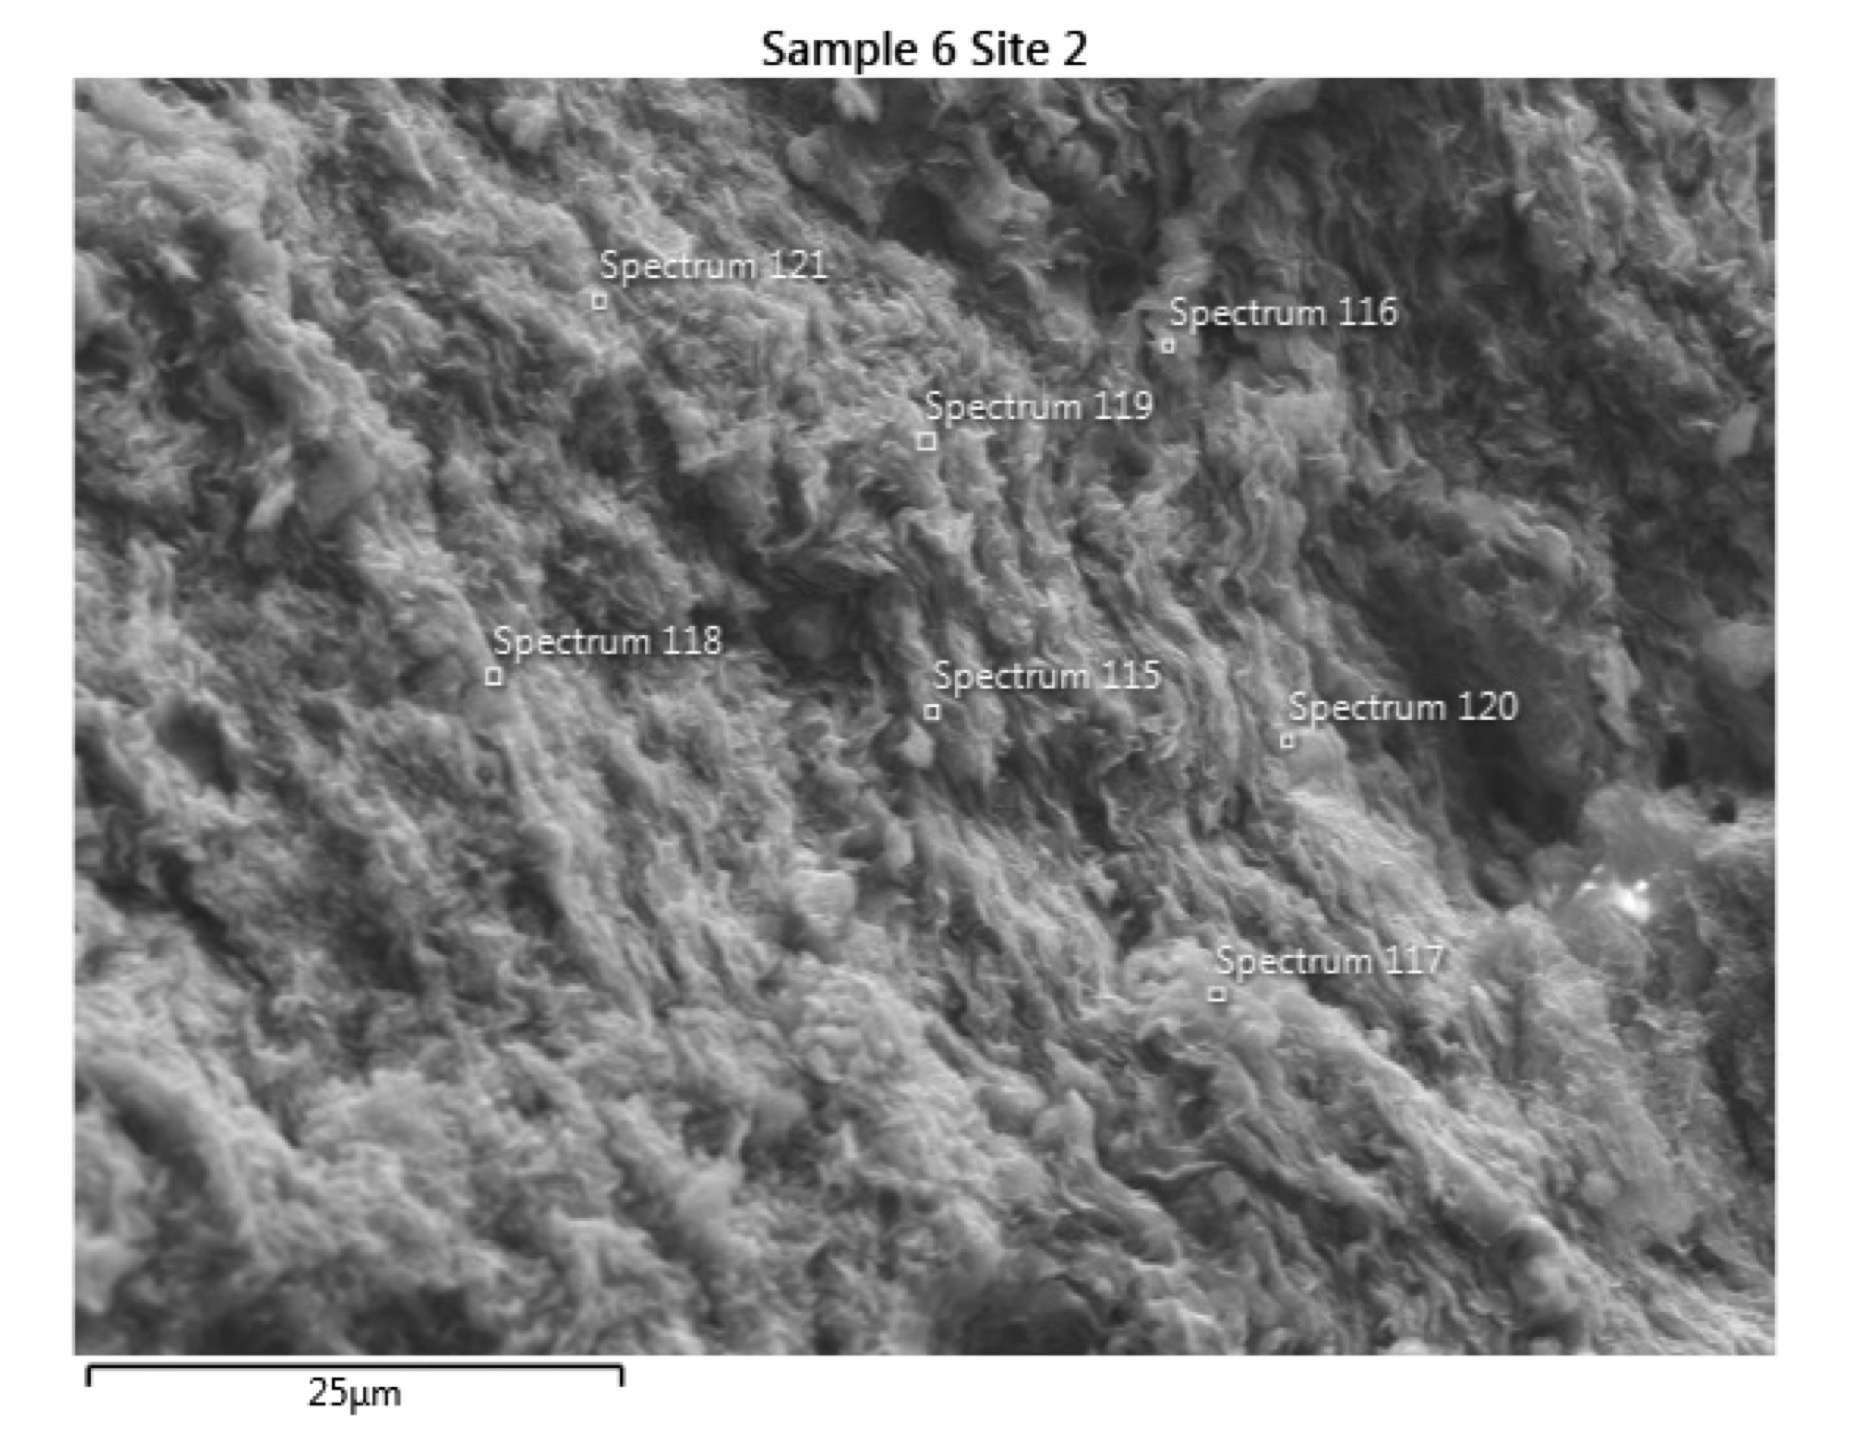 Sample 6 Site 2
Spectrum 121
Spectrum 116
Spectrum 119
Spectrum 118
Spectrum 115
Spectrum 120
Spectrum 117
25µm